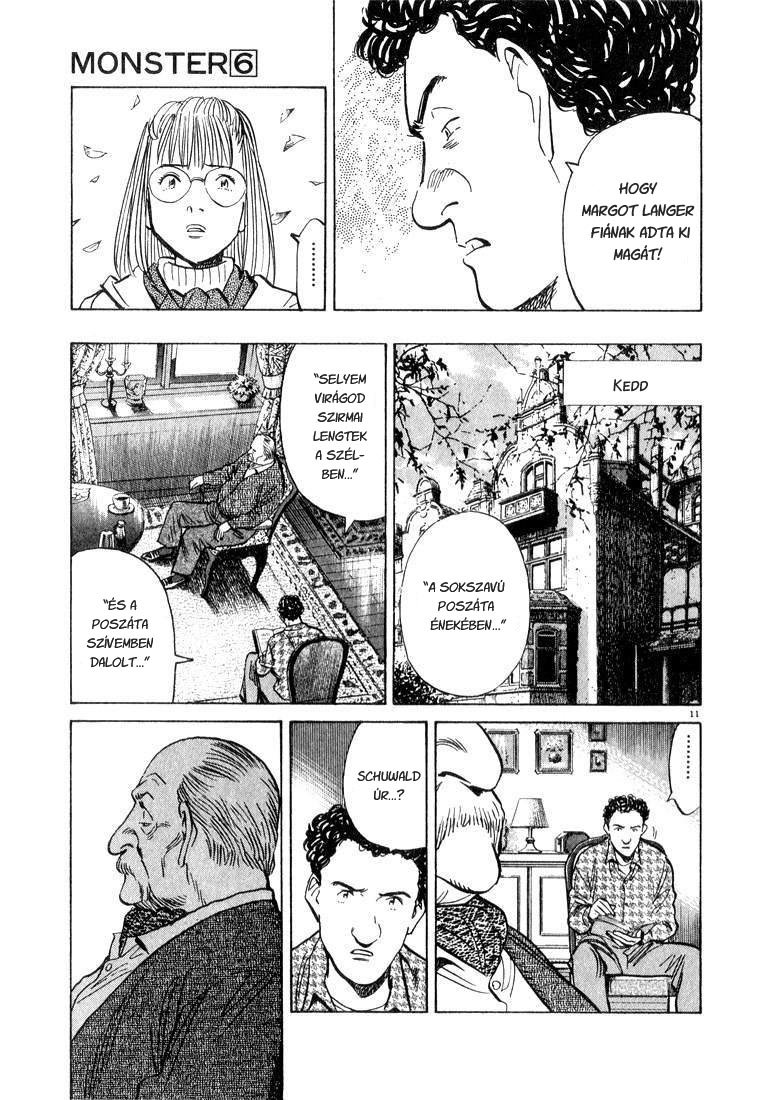 MONSTER 6
HOGY
MARGOT LANGER
FIÁNAK ADTA KI
MAGÁT!
........
KEDD
"A SOKSZAVÚ
POSZÁTA
ÉNEKÉBEN..."
"SELYEM
VIRÁGOD
SZIRMAI
LENGTEK
A SZÉL-
BEN..."
"ÉS A
POSZÁTA
SZÍVEMBEN
DALOLT..."
11
........
SCHUWALD
ÚR...?